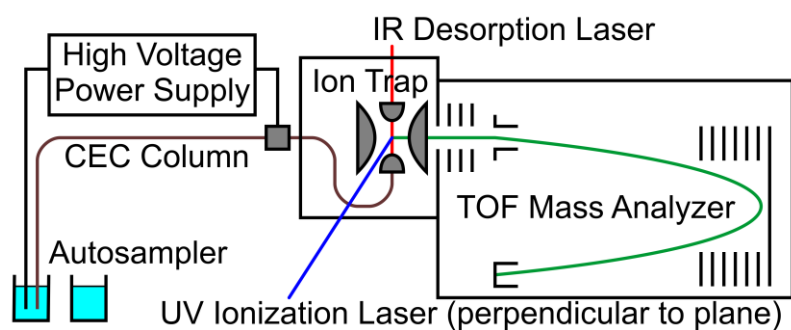 IR Desorption Laser
High Voltage
Power Supply
Ion Trap
CEC Column
TOF Mass Analyzer
Autosampler
UV Ionization Laser (perpendicular to plane)